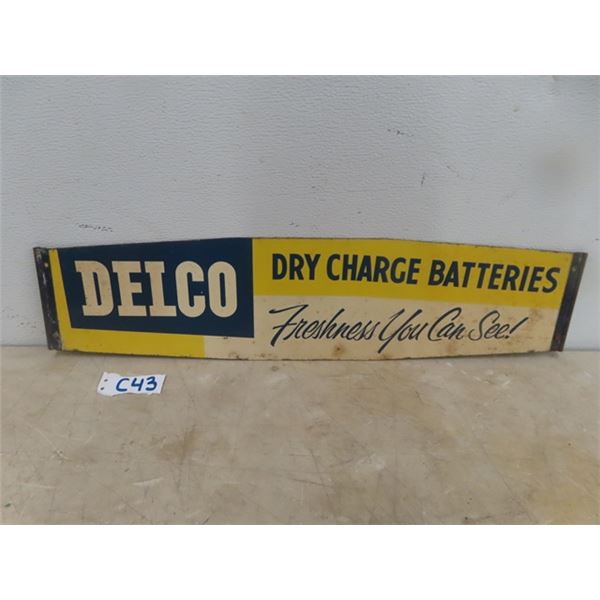 DELCO
DRY CHARGE BATTERIES
Freshness You Can See!
C43